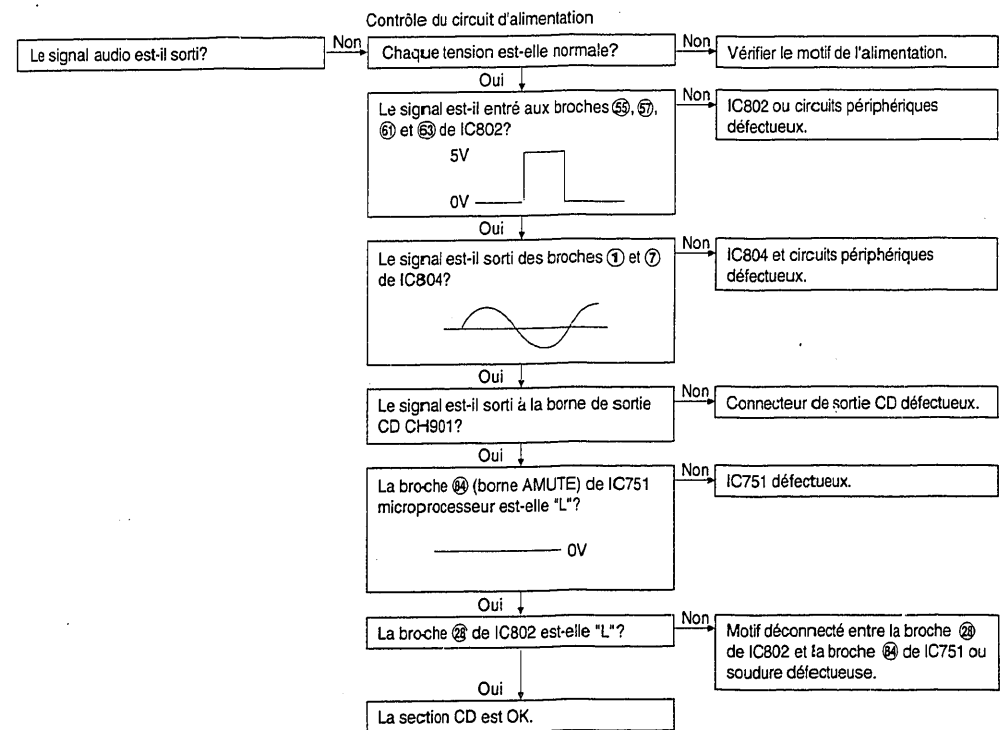 Contrôle du circuit d'alimentation
Le signal audio est-il sorti?
Non
Chaque tension est-elle normale?
Non
Vérifier le motif de l'alimentation.
Oui
Le signal est-il entré aux broches 55, 57,
61 et 63 de IC802?
5V
0V
Non
IC802 ou circuits périphériques
défectueux.
Oui
Le signal est-il sorti des broches 1 et 7
de IC804?
Non
IC804 et circuits périphériques
défectueux.
Oui
Le signal est-il sorti à la borne de sortie
CD CH901?
Non
Connecteur de sortie CD défectueux.
Oui
La broche 84 (borne AMUTE) de IC751
microprocesseur est-elle "L"?
0V
Non
IC751 défectueux.
Oui
La broche 28 de IC802 est-elle "L"?
Non
Motif déconnecté entre la broche 28
de IC802 et la broche 84 de IC751 ou
soudure défectueuse.
Oui
La section CD est OK.